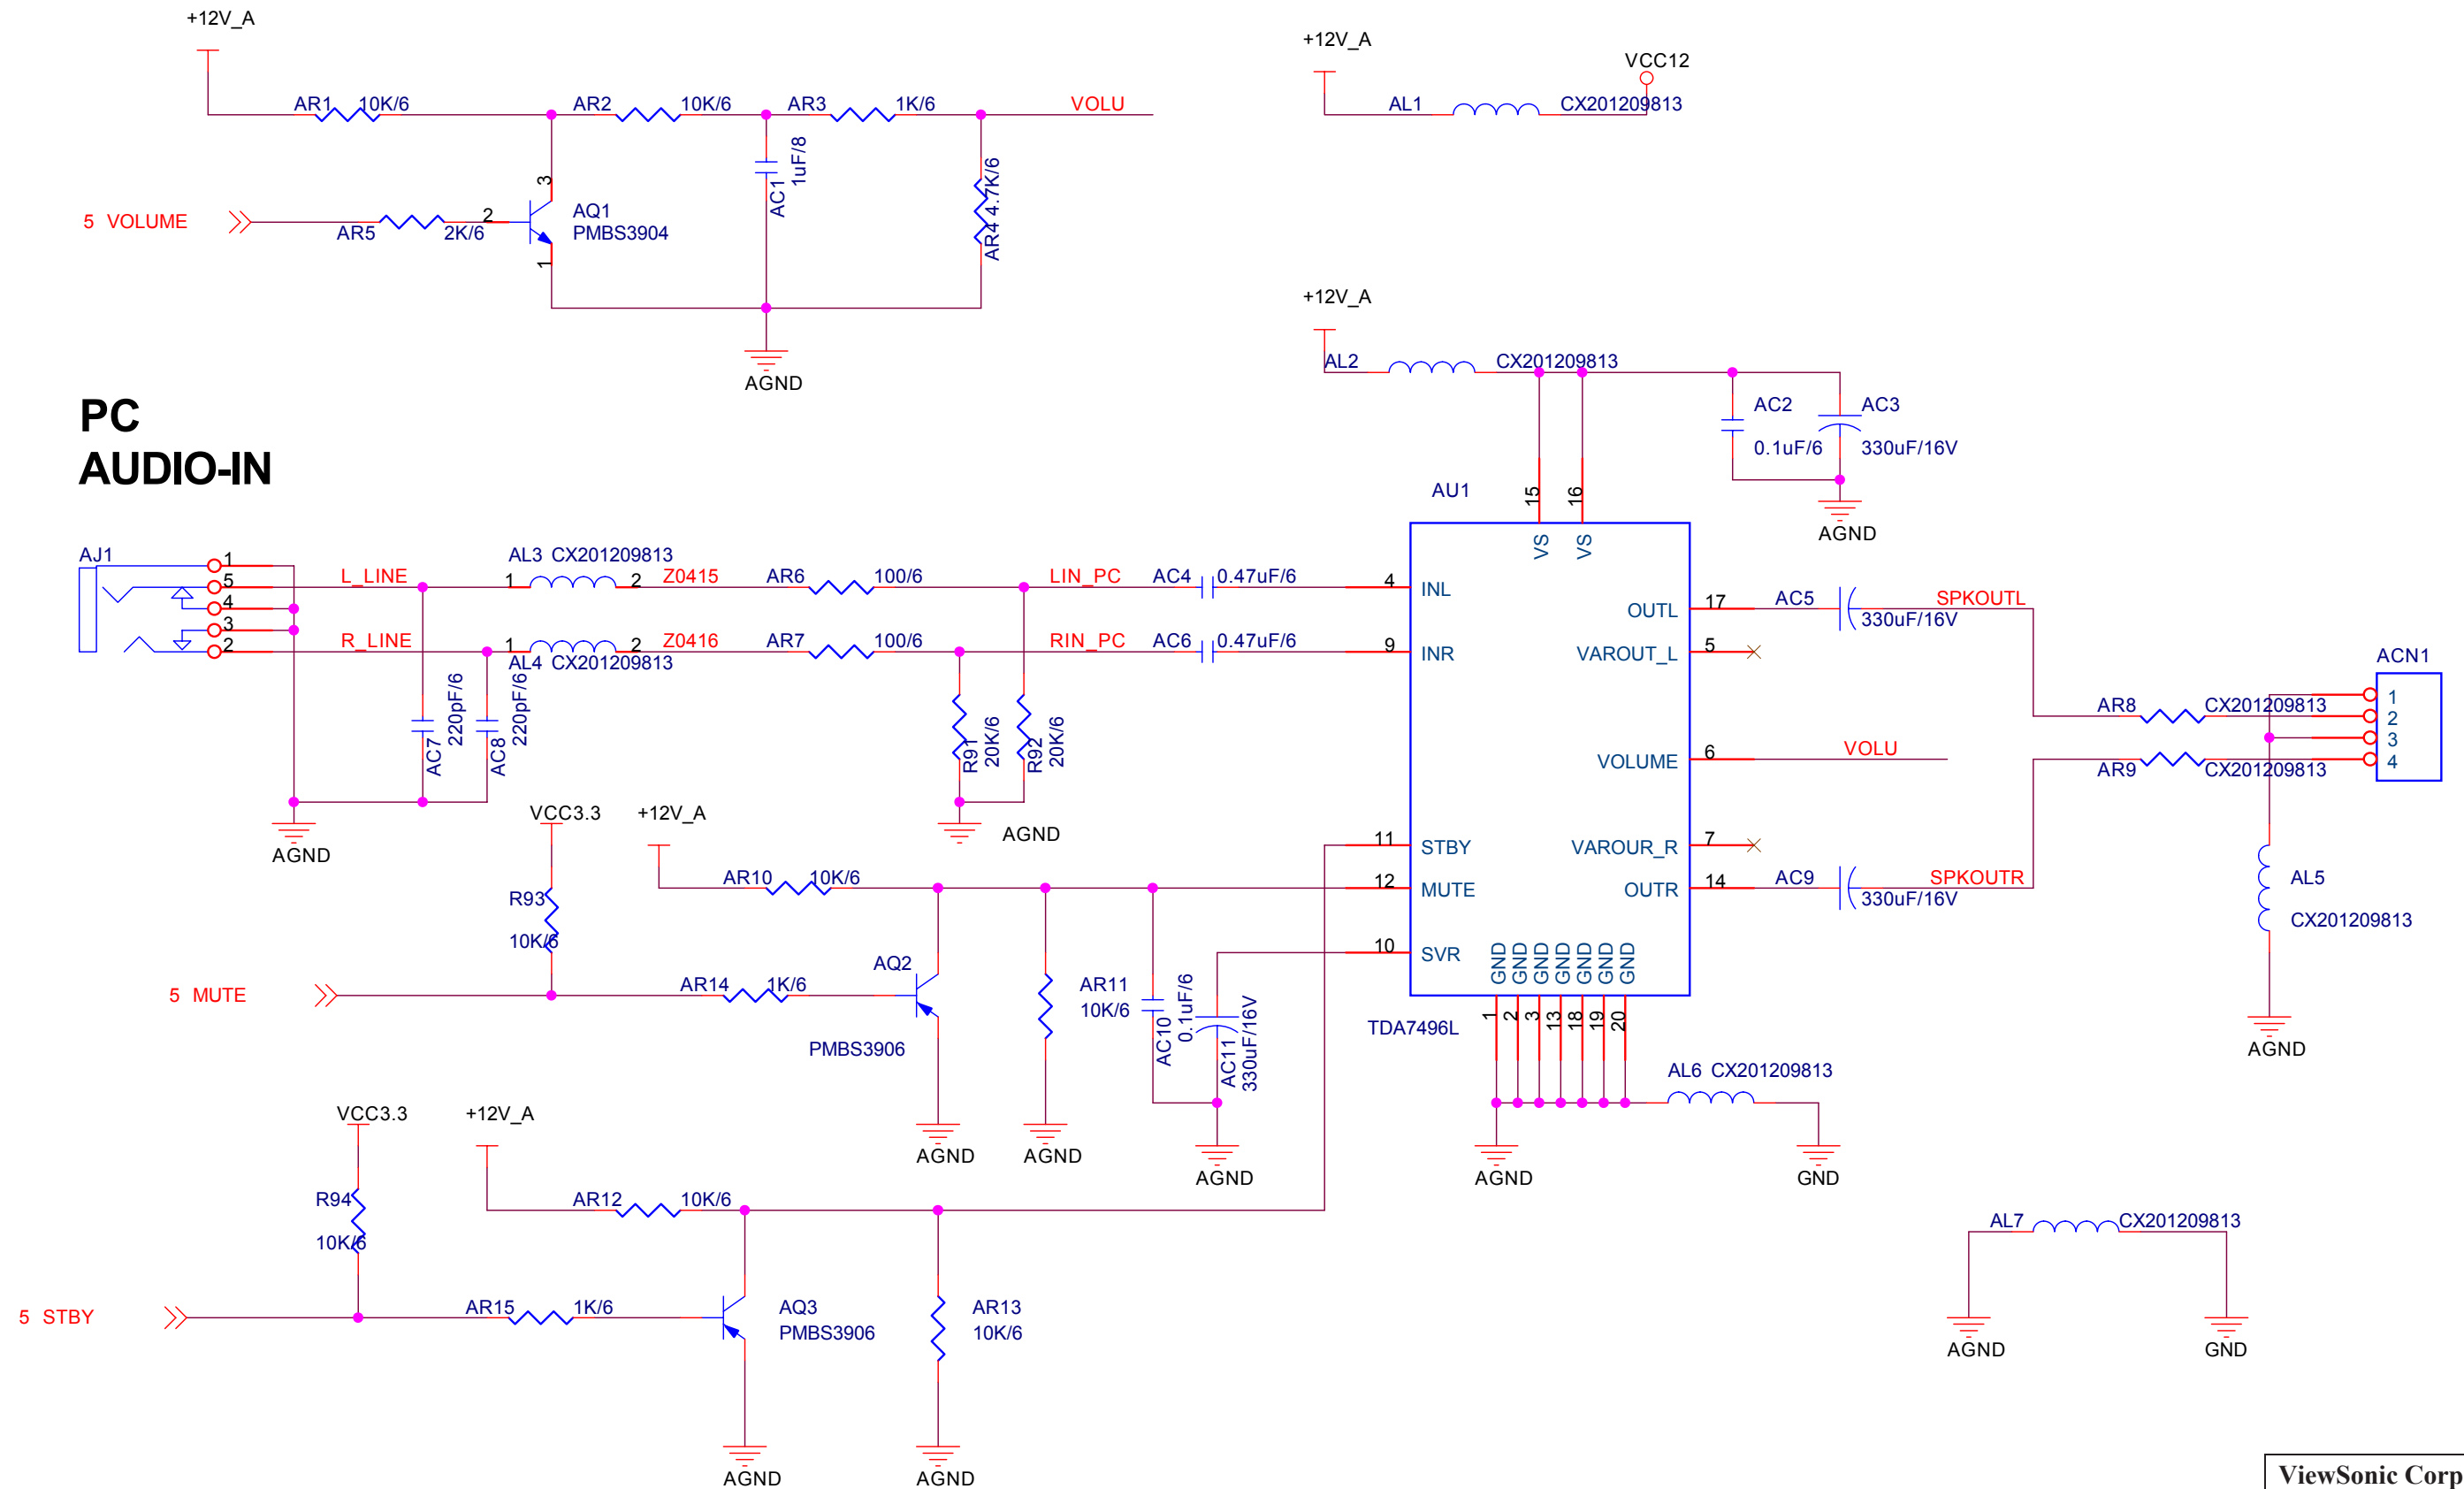 +12V_A
AR1 10K/6
AR2 10K/6
AR3 1K/6
VOLU
AC1 1uF/8
AR4 4.7K/6
3
5 VOLUME
AR5 2K/6
2
AQ1
PMBS3904
1
AGND
+12V_A
VCC12
AL1 CX201209813
+12V_A
AL2 CX201209813
AC2
0.1uF/6
AC3
330uF/16V
AGND
PC
AUDIO-IN
AJ1
1
5
4
3
2
L_LINE
R_LINE
AL3 CX201209813
1 2
Z0415
AR6 100/6
LIN_PC
AC4 0.47uF/6
1 2
AL4 CX201209813
Z0416
AR7 100/6
RIN_PC
AC6 0.47uF/6
AC7 220pF/6
AC8 220pF/6
R91 20K/6
R92 20K/6
AGND
AGND
AU1
15 16
VS VS
4 INL
9 INR
11 STBY
12 MUTE
10 SVR
OUTL 17
VAROUT_L 5
VOLUME 6
VAROUR_R 7
OUTR 14
GND GND GND GND GND GND GND
1 2 3 13 18 19 20
TDA7496L
AC5
330uF/16V
SPKOUTL
VOLU
AC9
330uF/16V
SPKOUTR
AR8 CX201209813
AR9 CX201209813
ACN1
1
2
3
4
AL5
CX201209813
AGND
VCC3.3
+12V_A
R93
10K/6
AR10 10K/6
5 MUTE
AR14 1K/6
AQ2
PMBS3906
AR11
10K/6
AC10 0.1uF/6
AC11 330uF/16V
AGND
AGND
AGND
AL6 CX201209813
AGND
GND
VCC3.3
+12V_A
R94
10K/6
AR12 10K/6
5 STBY
AR15 1K/6
AQ3
PMBS3906
AR13
10K/6
AGND
AGND
AL7 CX201209813
AGND
GND
ViewSonic Corp